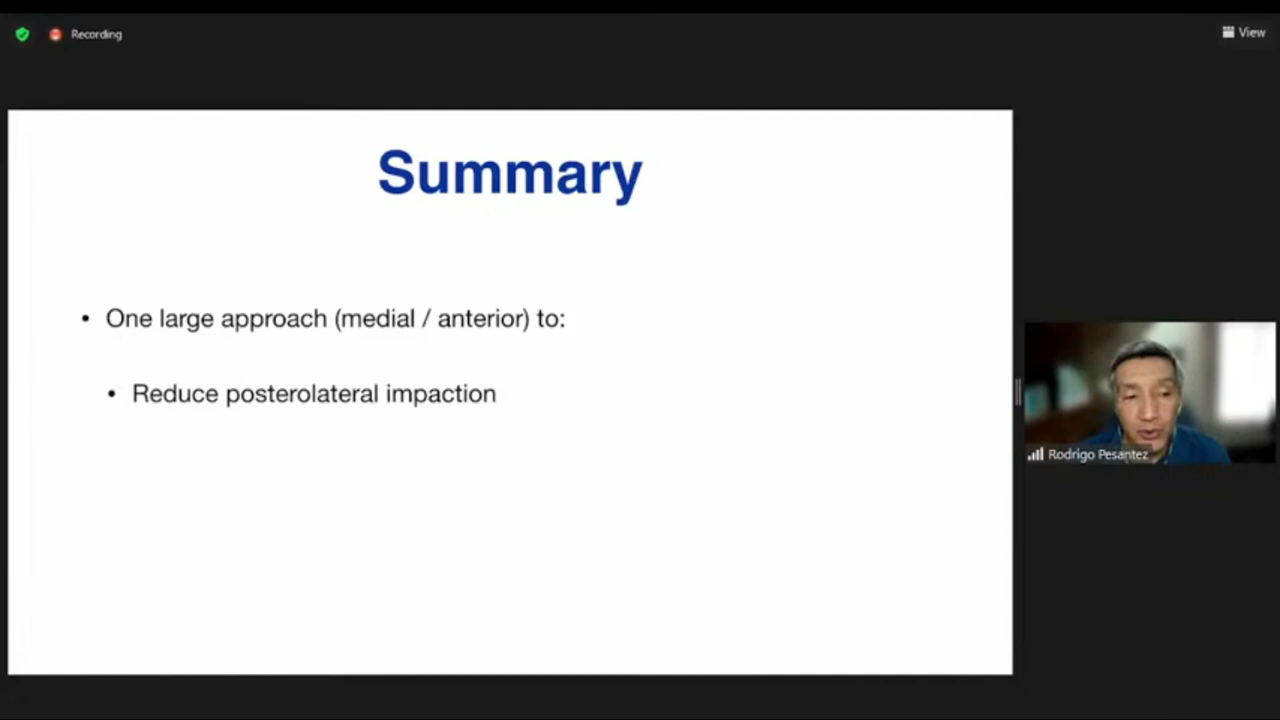 Recording
View
Summary
• One large approach (medial / anterior) to:
• Reduce posterolateral impaction
Rodrigo Pesantez